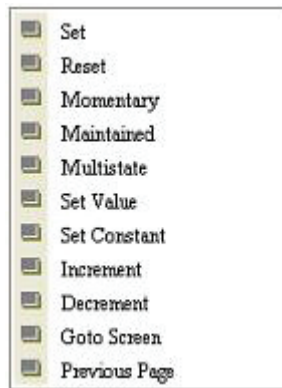 Set
Reset
Momentary
Maintained
Multistate
Set Value
Set Constant
Increment
Decrement
Goto Screen
Previous Page